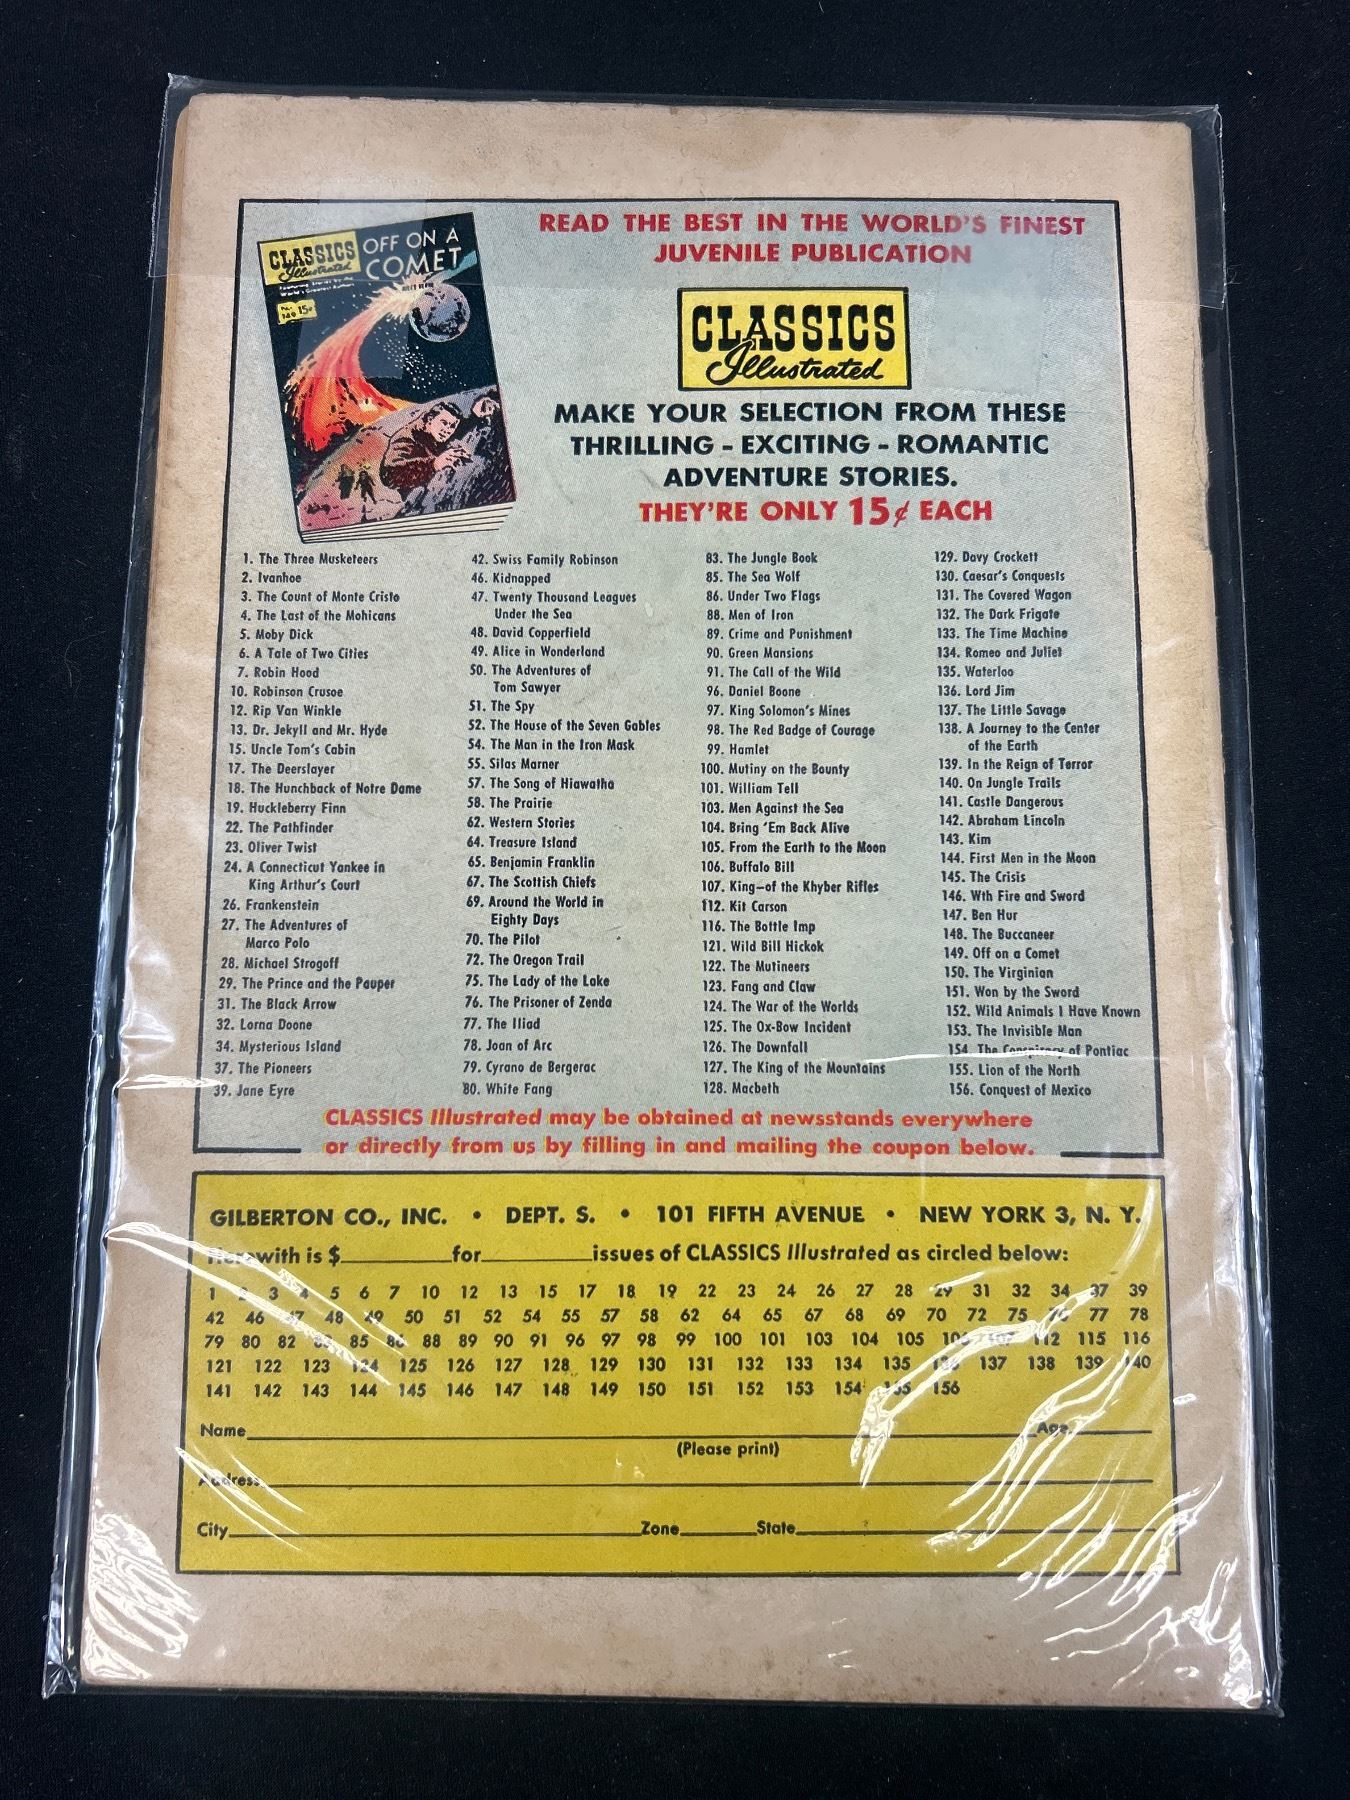 CLASSICS
Illustrated
Featuring Stories by the
World's Greatest Authors
No.
149
15¢
OFF ON A
COMET
JULES VERNE
READ THE BEST IN THE WORLD'S FINEST
JUVENILE PUBLICATION
CLASSICS
Illustrated
MAKE YOUR SELECTION FROM THESE
THRILLING - EXCITING - ROMANTIC
ADVENTURE STORIES.
THEY'RE ONLY 15¢ EACH
1. The Three Musketeers
2. Ivanhoe
3. The Count of Monte Cristo
4. The Last of the Mohicans
5. Moby Dick
6. A Tale of Two Cities
7. Robin Hood
10. Robinson Crusoe
12. Rip Van Winkle
13. Dr. Jekyll and Mr. Hyde
15. Uncle Tom's Cabin
17. The Deerslayer
18. The Hunchback of Notre Dame
19. Huckleberry Finn
22. The Pathfinder
23. Oliver Twist
24. A Connecticut Yankee in
King Arthur's Court
26. Frankenstein
27. The Adventures of
Marco Polo
28. Michael Strogoff
29. The Prince and the Pauper
31. The Black Arrow
32. Lorna Doone
34. Mysterious Island
37. The Pioneers
39. Jane Eyre
42. Swiss Family Robinson
46. Kidnapped
47. Twenty Thousand Leagues
Under the Sea
48. David Copperfield
49. Alice in Wonderland
50. The Adventures of
Tom Sawyer
51. The Spy
52. The House of the Seven Gables
54. The Man in the Iron Mask
55. Silas Marner
57. The Song of Hiawatha
58. The Prairie
62. Western Stories
64. Treasure Island
65. Benjamin Franklin
67. The Scottish Chiefs
69. Around the World in
Eighty Days
70. The Pilot
72. The Oregon Trail
75. The Lady of the Lake
76. The Prisoner of Zenda
77. The Iliad
78. Joan of Arc
79. Cyrano de Bergerac
80. White Fang
83. The Jungle Book
85. The Sea Wolf
86. Under Two Flags
88. Men of Iron
89. Crime and Punishment
90. Green Mansions
91. The Call of the Wild
96. Daniel Boone
97. King Solomon's Mines
98. The Red Badge of Courage
99. Hamlet
100. Mutiny on the Bounty
101. William Tell
103. Men Against the Sea
104. Bring 'Em Back Alive
105. From the Earth to the Moon
106. Buffalo Bill
107. King—of the Khyber Rifles
112. Kit Carson
116. The Bottle Imp
121. Wild Bill Hickok
122. The Mutineers
123. Fang and Claw
124. The War of the Worlds
125. The Ox-Bow Incident
126. The Downfall
127. The King of the Mountains
128. Macbeth
129. Davy Crockett
130. Caesar's Conquests
131. The Covered Wagon
132. The Dark Frigate
133. The Time Machine
134. Romeo and Juliet
135. Waterloo
136. Lord Jim
137. The Little Savage
138. A Journey to the Center
of the Earth
139. In the Reign of Terror
140. On Jungle Trails
141. Castle Dangerous
142. Abraham Lincoln
143. Kim
144. First Men in the Moon
145. The Crisis
146. Wth Fire and Sword
147. Ben Hur
148. The Buccaneer
149. Off on a Comet
150. The Virginian
151. Won by the Sword
152. Wild Animals I Have Known
153. The Invisible Man
154. The Conspiracy of Pontiac
155. Lion of the North
156. Conquest of Mexico
CLASSICS Illustrated may be obtained at newsstands everywhere
or directly from us by filling in and mailing the coupon below.
GILBERTON CO., INC. • DEPT. S. • 101 FIFTH AVENUE • NEW YORK 3, N. Y.
Herewith is $ for issues of CLASSICS Illustrated as circled below:
1 2 3 4 5 6 7 10 12 13 15 17 18 19 22 23 24 26 27 28 29 31 32 34 37 39
42 46 47 48 49 50 51 52 54 55 57 58 62 64 65 67 68 69 70 72 75 76 77 78
79 80 82 83 85 86 88 89 90 91 96 97 98 99 100 101 103 104 105 106 107 112 115 116
121 122 123 124 125 126 127 128 129 130 131 132 133 134 135 136 137 138 139 140
141 142 143 144 145 146 147 148 149 150 151 152 153 154 155 156
Name Age
(Please print)
Address
City Zone State